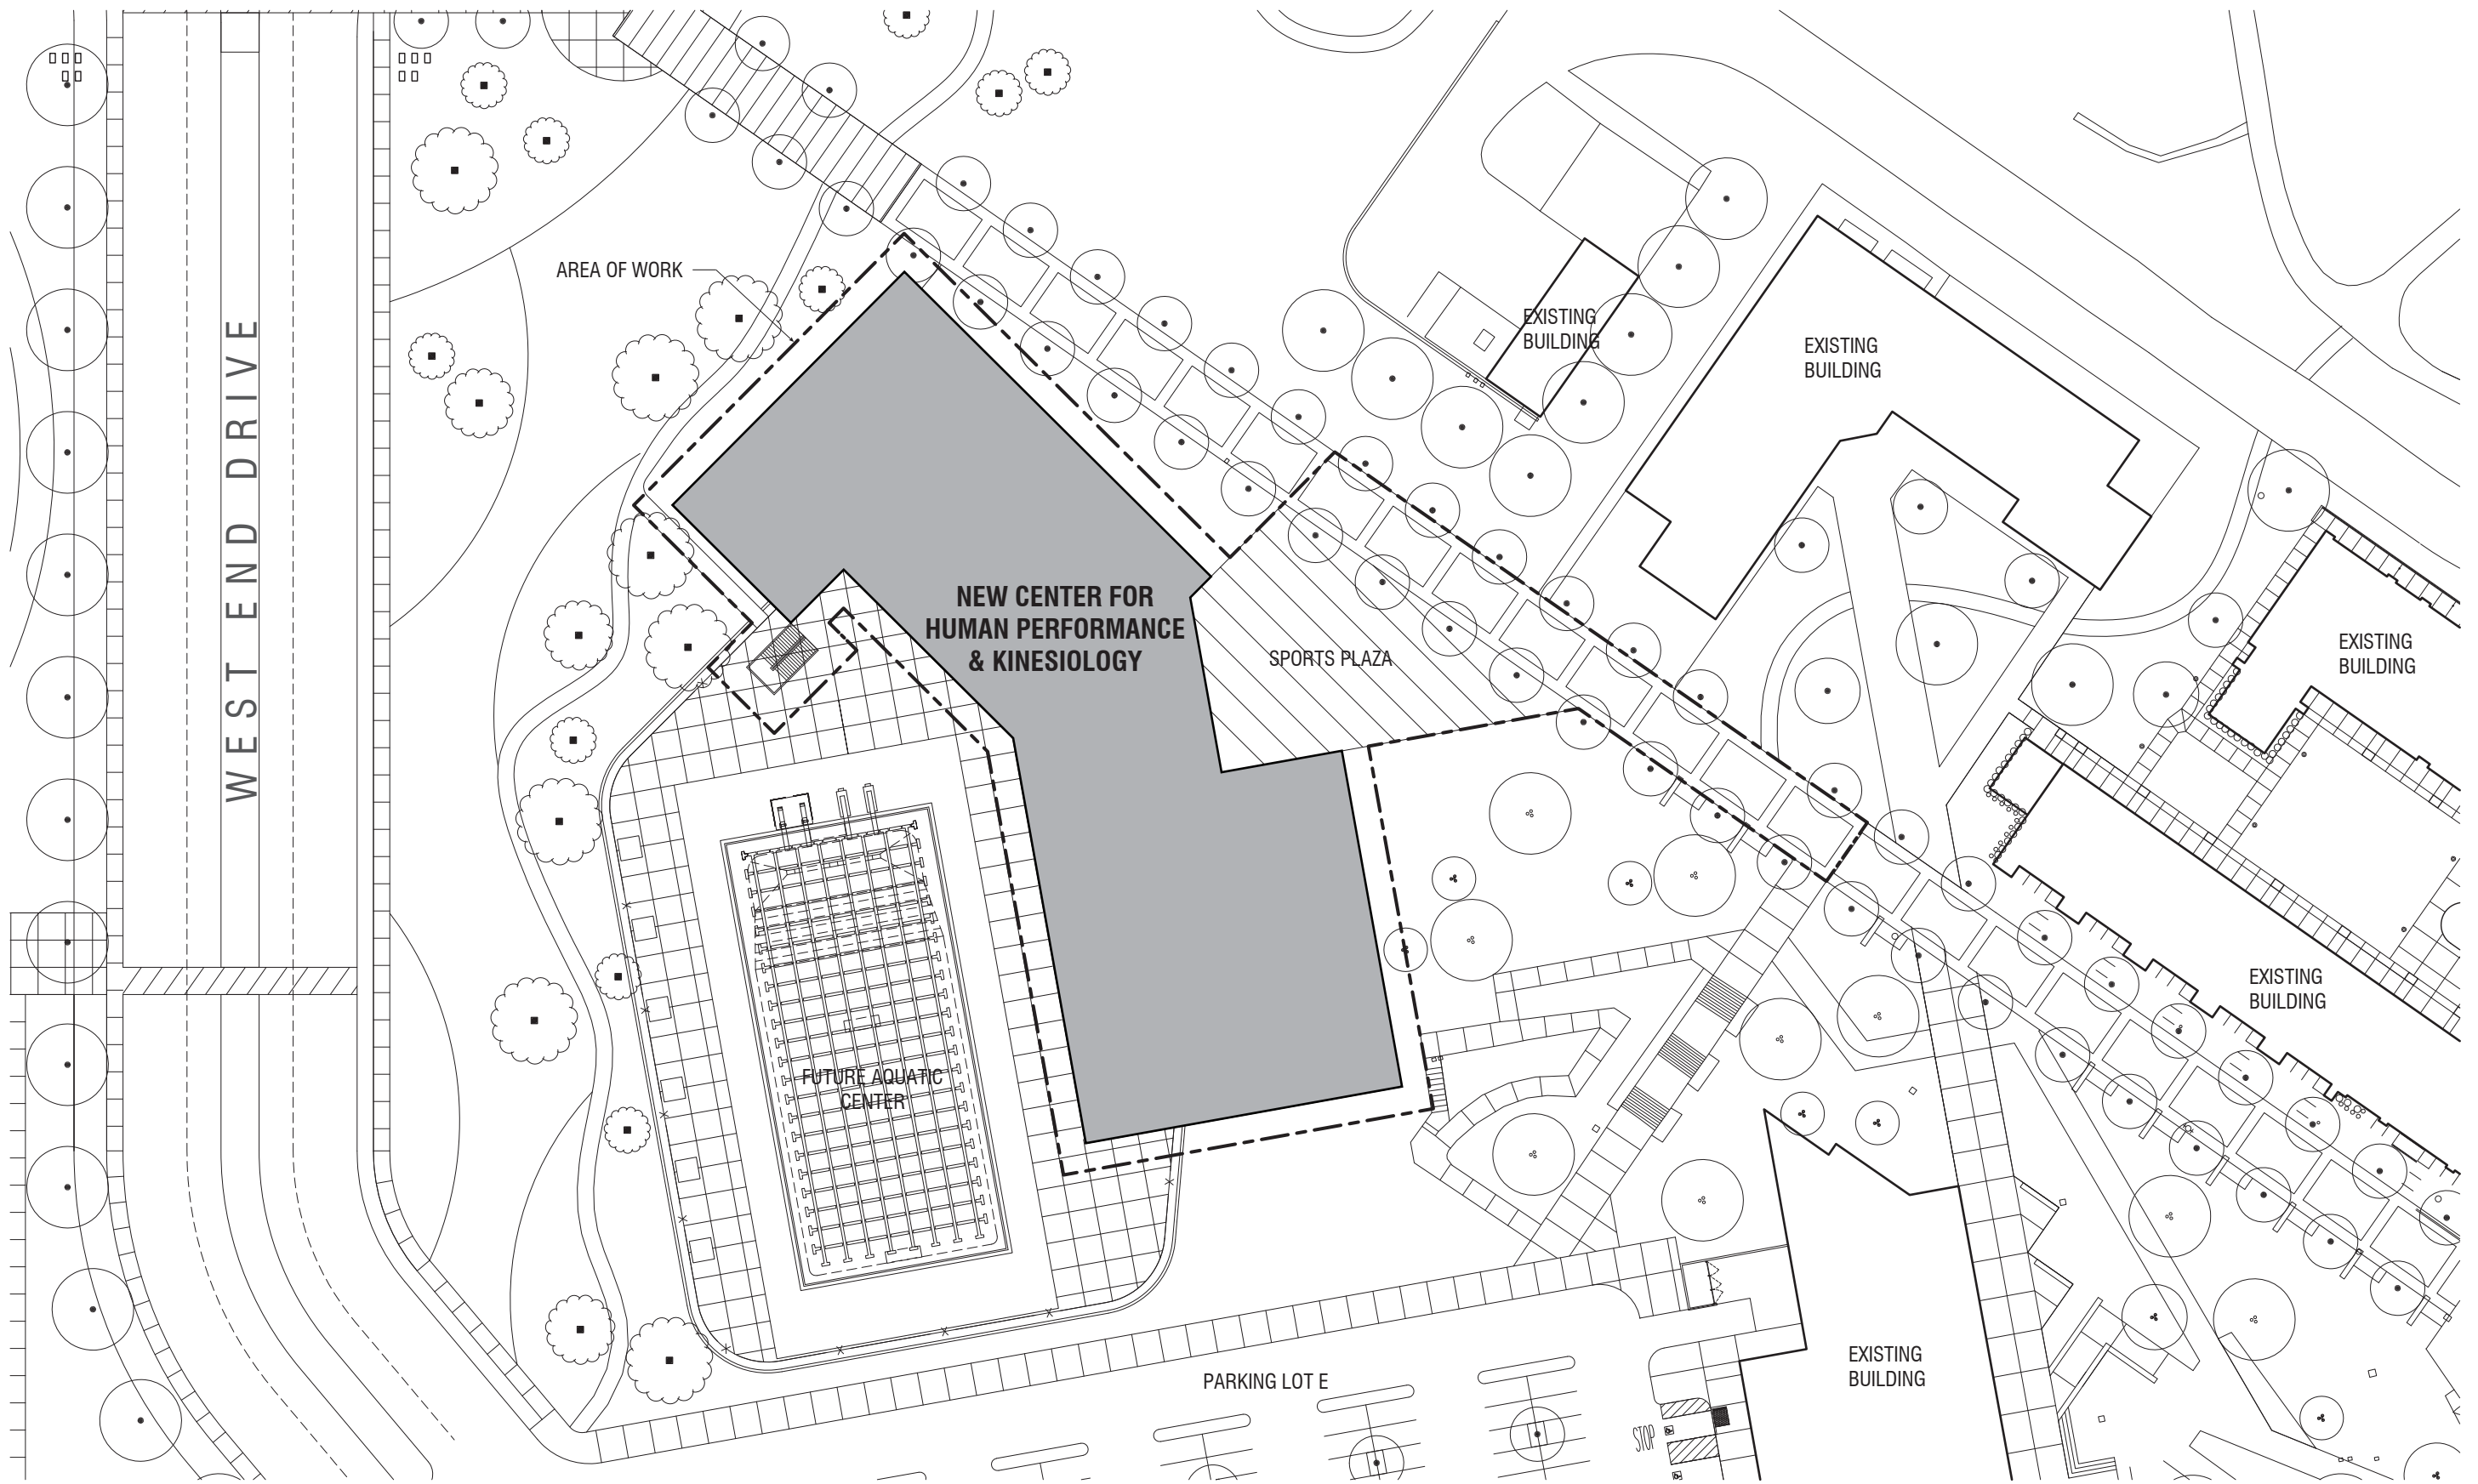 AREA OF WORK
WEST END DRIVE
EXISTING
BUILDING
EXISTING
BUILDING
NEW CENTER FOR
HUMAN PERFORMANCE
& KINESIOLOGY
SPORTS PLAZA
EXISTING
BUILDING
EXISTING
BUILDING
FUTURE AQUATIC
CENTER
PARKING LOT E
EXISTING
BUILDING
STOP